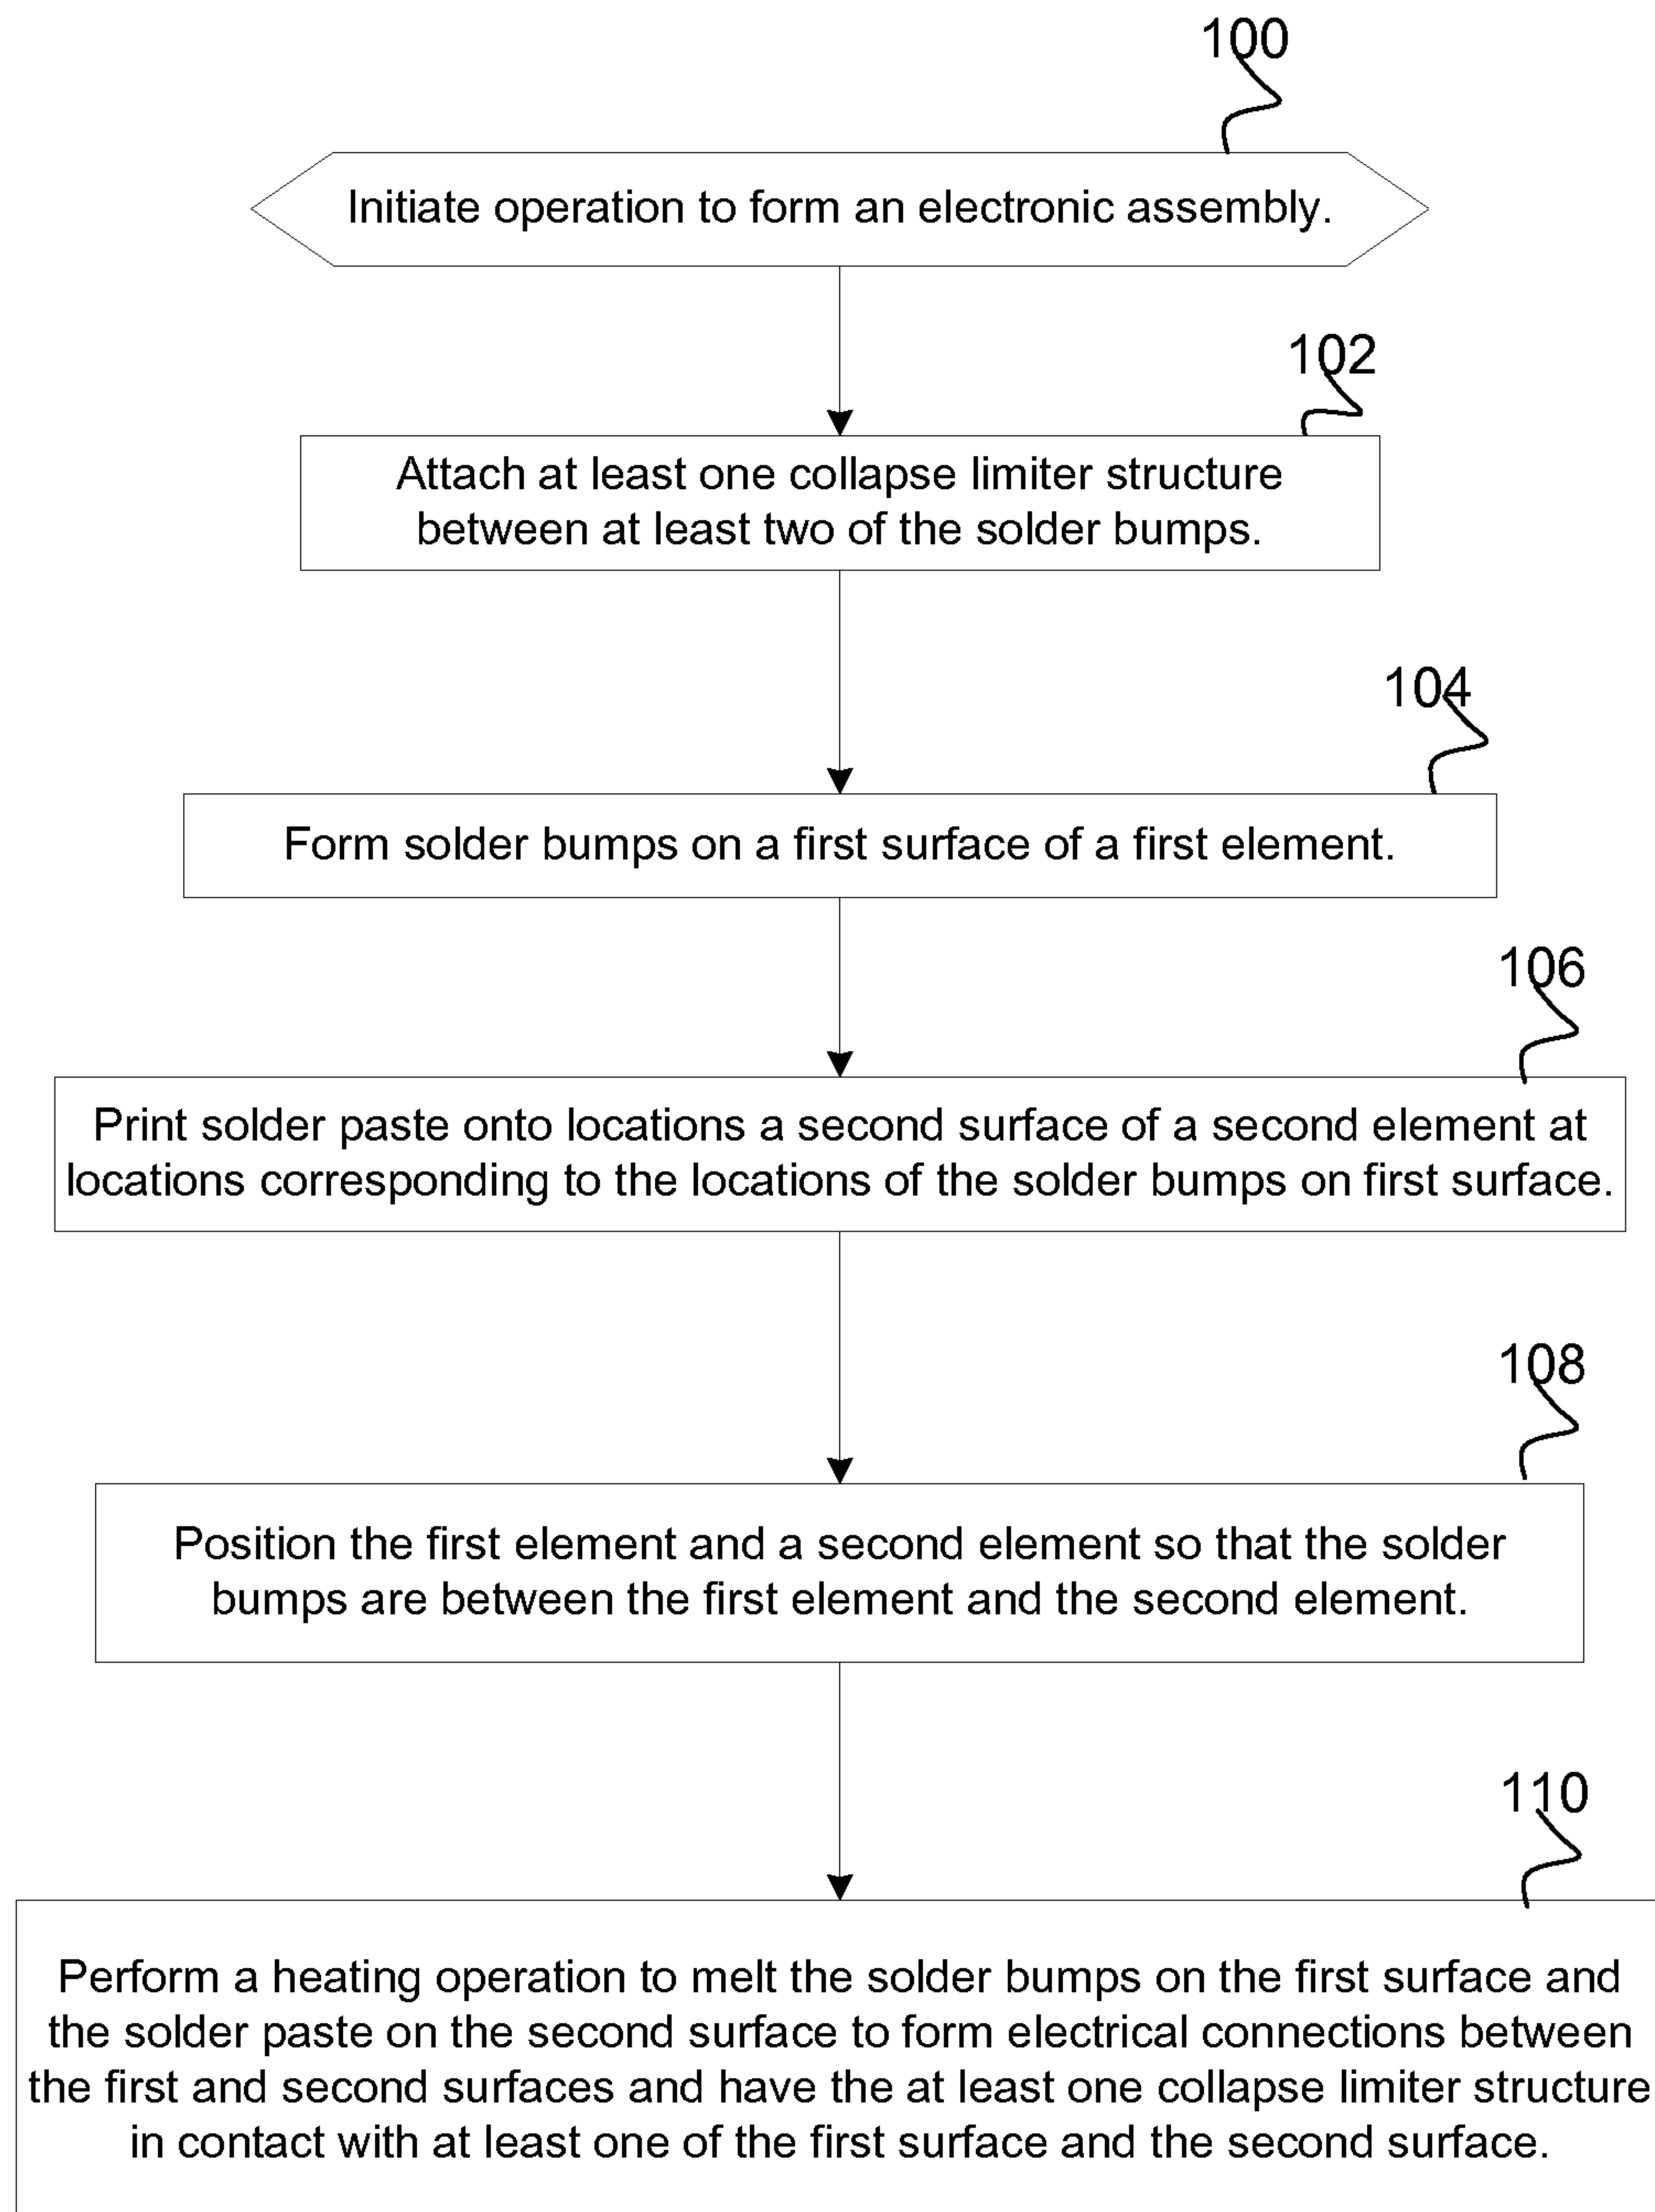 100
Initiate operation to form an electronic assembly.
102
Attach at least one collapse limiter structure
between at least two of the solder bumps.
104
Form solder bumps on a first surface of a first element.
106
Print solder paste onto locations a second surface of a second element at
locations corresponding to the locations of the solder bumps on first surface.
108
Position the first element and a second element so that the solder
bumps are between the first element and the second element.
110
Perform a heating operation to melt the solder bumps on the first surface and
the solder paste on the second surface to form electrical connections between
the first and second surfaces and have the at least one collapse limiter structure
in contact with at least one of the first surface and the second surface.